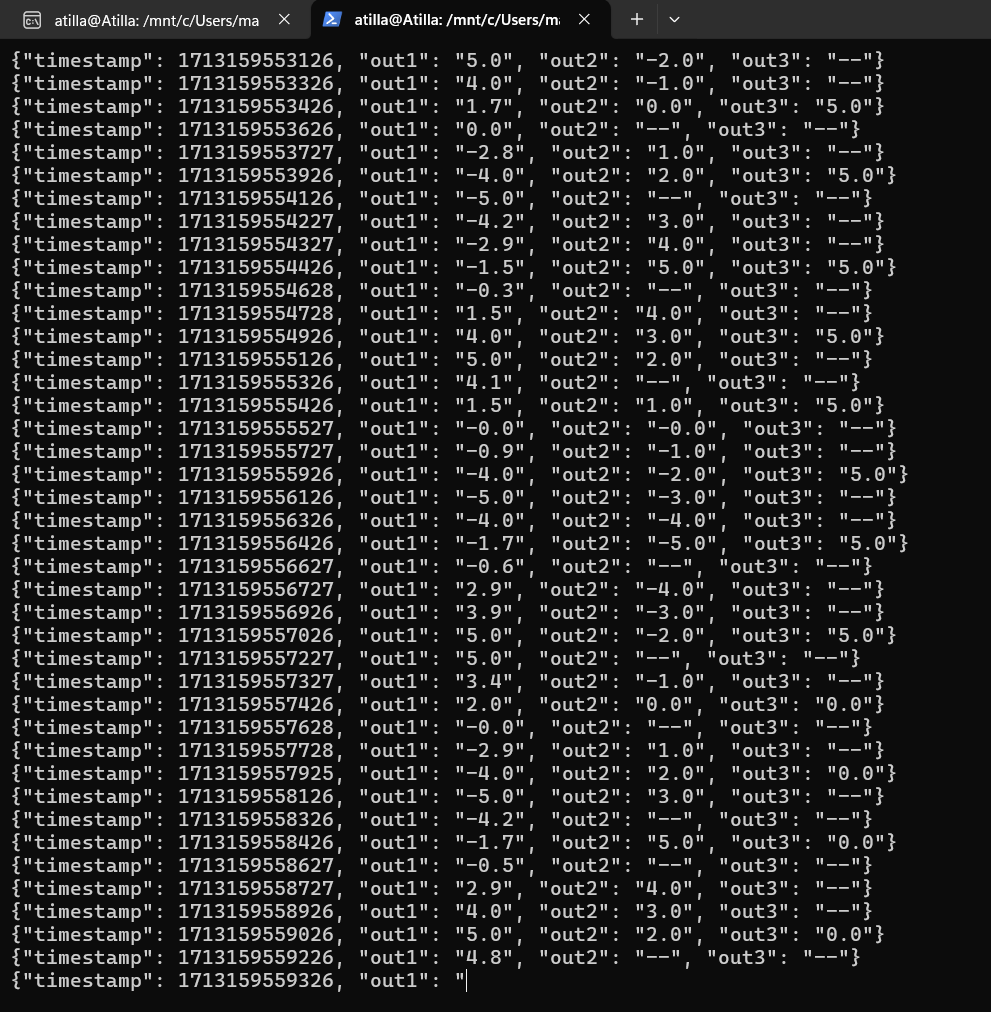 atilla@Atilla: /mnt/c/Users/ma
atilla@Atilla: /mnt/c/Users/ma
{"timestamp": 1713159553126, "out1": "5.0", "out2": "-2.0", "out3": "--"}
{"timestamp": 1713159553326, "out1": "4.0", "out2": "-1.0", "out3": "--"}
{"timestamp": 1713159553426, "out1": "1.7", "out2": "0.0", "out3": "5.0"}
{"timestamp": 1713159553626, "out1": "0.0", "out2": "--", "out3": "--"}
{"timestamp": 1713159553727, "out1": "-2.8", "out2": "1.0", "out3": "--"}
{"timestamp": 1713159553926, "out1": "-4.0", "out2": "2.0", "out3": "5.0"}
{"timestamp": 1713159554126, "out1": "-5.0", "out2": "--", "out3": "--"}
{"timestamp": 1713159554227, "out1": "-4.2", "out2": "3.0", "out3": "--"}
{"timestamp": 1713159554327, "out1": "-2.9", "out2": "4.0", "out3": "--"}
{"timestamp": 1713159554426, "out1": "-1.5", "out2": "5.0", "out3": "5.0"}
{"timestamp": 1713159554628, "out1": "-0.3", "out2": "--", "out3": "--"}
{"timestamp": 1713159554728, "out1": "1.5", "out2": "4.0", "out3": "--"}
{"timestamp": 1713159554926, "out1": "4.0", "out2": "3.0", "out3": "5.0"}
{"timestamp": 1713159555126, "out1": "5.0", "out2": "2.0", "out3": "--"}
{"timestamp": 1713159555326, "out1": "4.1", "out2": "--", "out3": "--"}
{"timestamp": 1713159555426, "out1": "1.5", "out2": "1.0", "out3": "5.0"}
{"timestamp": 1713159555527, "out1": "-0.0", "out2": "-0.0", "out3": "--"}
{"timestamp": 1713159555727, "out1": "-0.9", "out2": "-1.0", "out3": "--"}
{"timestamp": 1713159555926, "out1": "-4.0", "out2": "-2.0", "out3": "5.0"}
{"timestamp": 1713159556126, "out1": "-5.0", "out2": "-3.0", "out3": "--"}
{"timestamp": 1713159556326, "out1": "-4.0", "out2": "-4.0", "out3": "--"}
{"timestamp": 1713159556426, "out1": "-1.7", "out2": "-5.0", "out3": "5.0"}
{"timestamp": 1713159556627, "out1": "-0.6", "out2": "--", "out3": "--"}
{"timestamp": 1713159556727, "out1": "2.9", "out2": "-4.0", "out3": "--"}
{"timestamp": 1713159556926, "out1": "3.9", "out2": "-3.0", "out3": "--"}
{"timestamp": 1713159557026, "out1": "5.0", "out2": "-2.0", "out3": "5.0"}
{"timestamp": 1713159557227, "out1": "5.0", "out2": "--", "out3": "--"}
{"timestamp": 1713159557327, "out1": "3.4", "out2": "-1.0", "out3": "--"}
{"timestamp": 1713159557426, "out1": "2.0", "out2": "0.0", "out3": "0.0"}
{"timestamp": 1713159557628, "out1": "-0.0", "out2": "--", "out3": "--"}
{"timestamp": 1713159557728, "out1": "-2.9", "out2": "1.0", "out3": "--"}
{"timestamp": 1713159557925, "out1": "-4.0", "out2": "2.0", "out3": "0.0"}
{"timestamp": 1713159558126, "out1": "-5.0", "out2": "3.0", "out3": "--"}
{"timestamp": 1713159558326, "out1": "-4.2", "out2": "--", "out3": "--"}
{"timestamp": 1713159558426, "out1": "-1.7", "out2": "5.0", "out3": "0.0"}
{"timestamp": 1713159558627, "out1": "-0.5", "out2": "--", "out3": "--"}
{"timestamp": 1713159558727, "out1": "2.9", "out2": "4.0", "out3": "--"}
{"timestamp": 1713159558926, "out1": "4.0", "out2": "3.0", "out3": "--"}
{"timestamp": 1713159559026, "out1": "5.0", "out2": "2.0", "out3": "0.0"}
{"timestamp": 1713159559226, "out1": "4.8", "out2": "--", "out3": "--"}
{"timestamp": 1713159559326, "out1": "